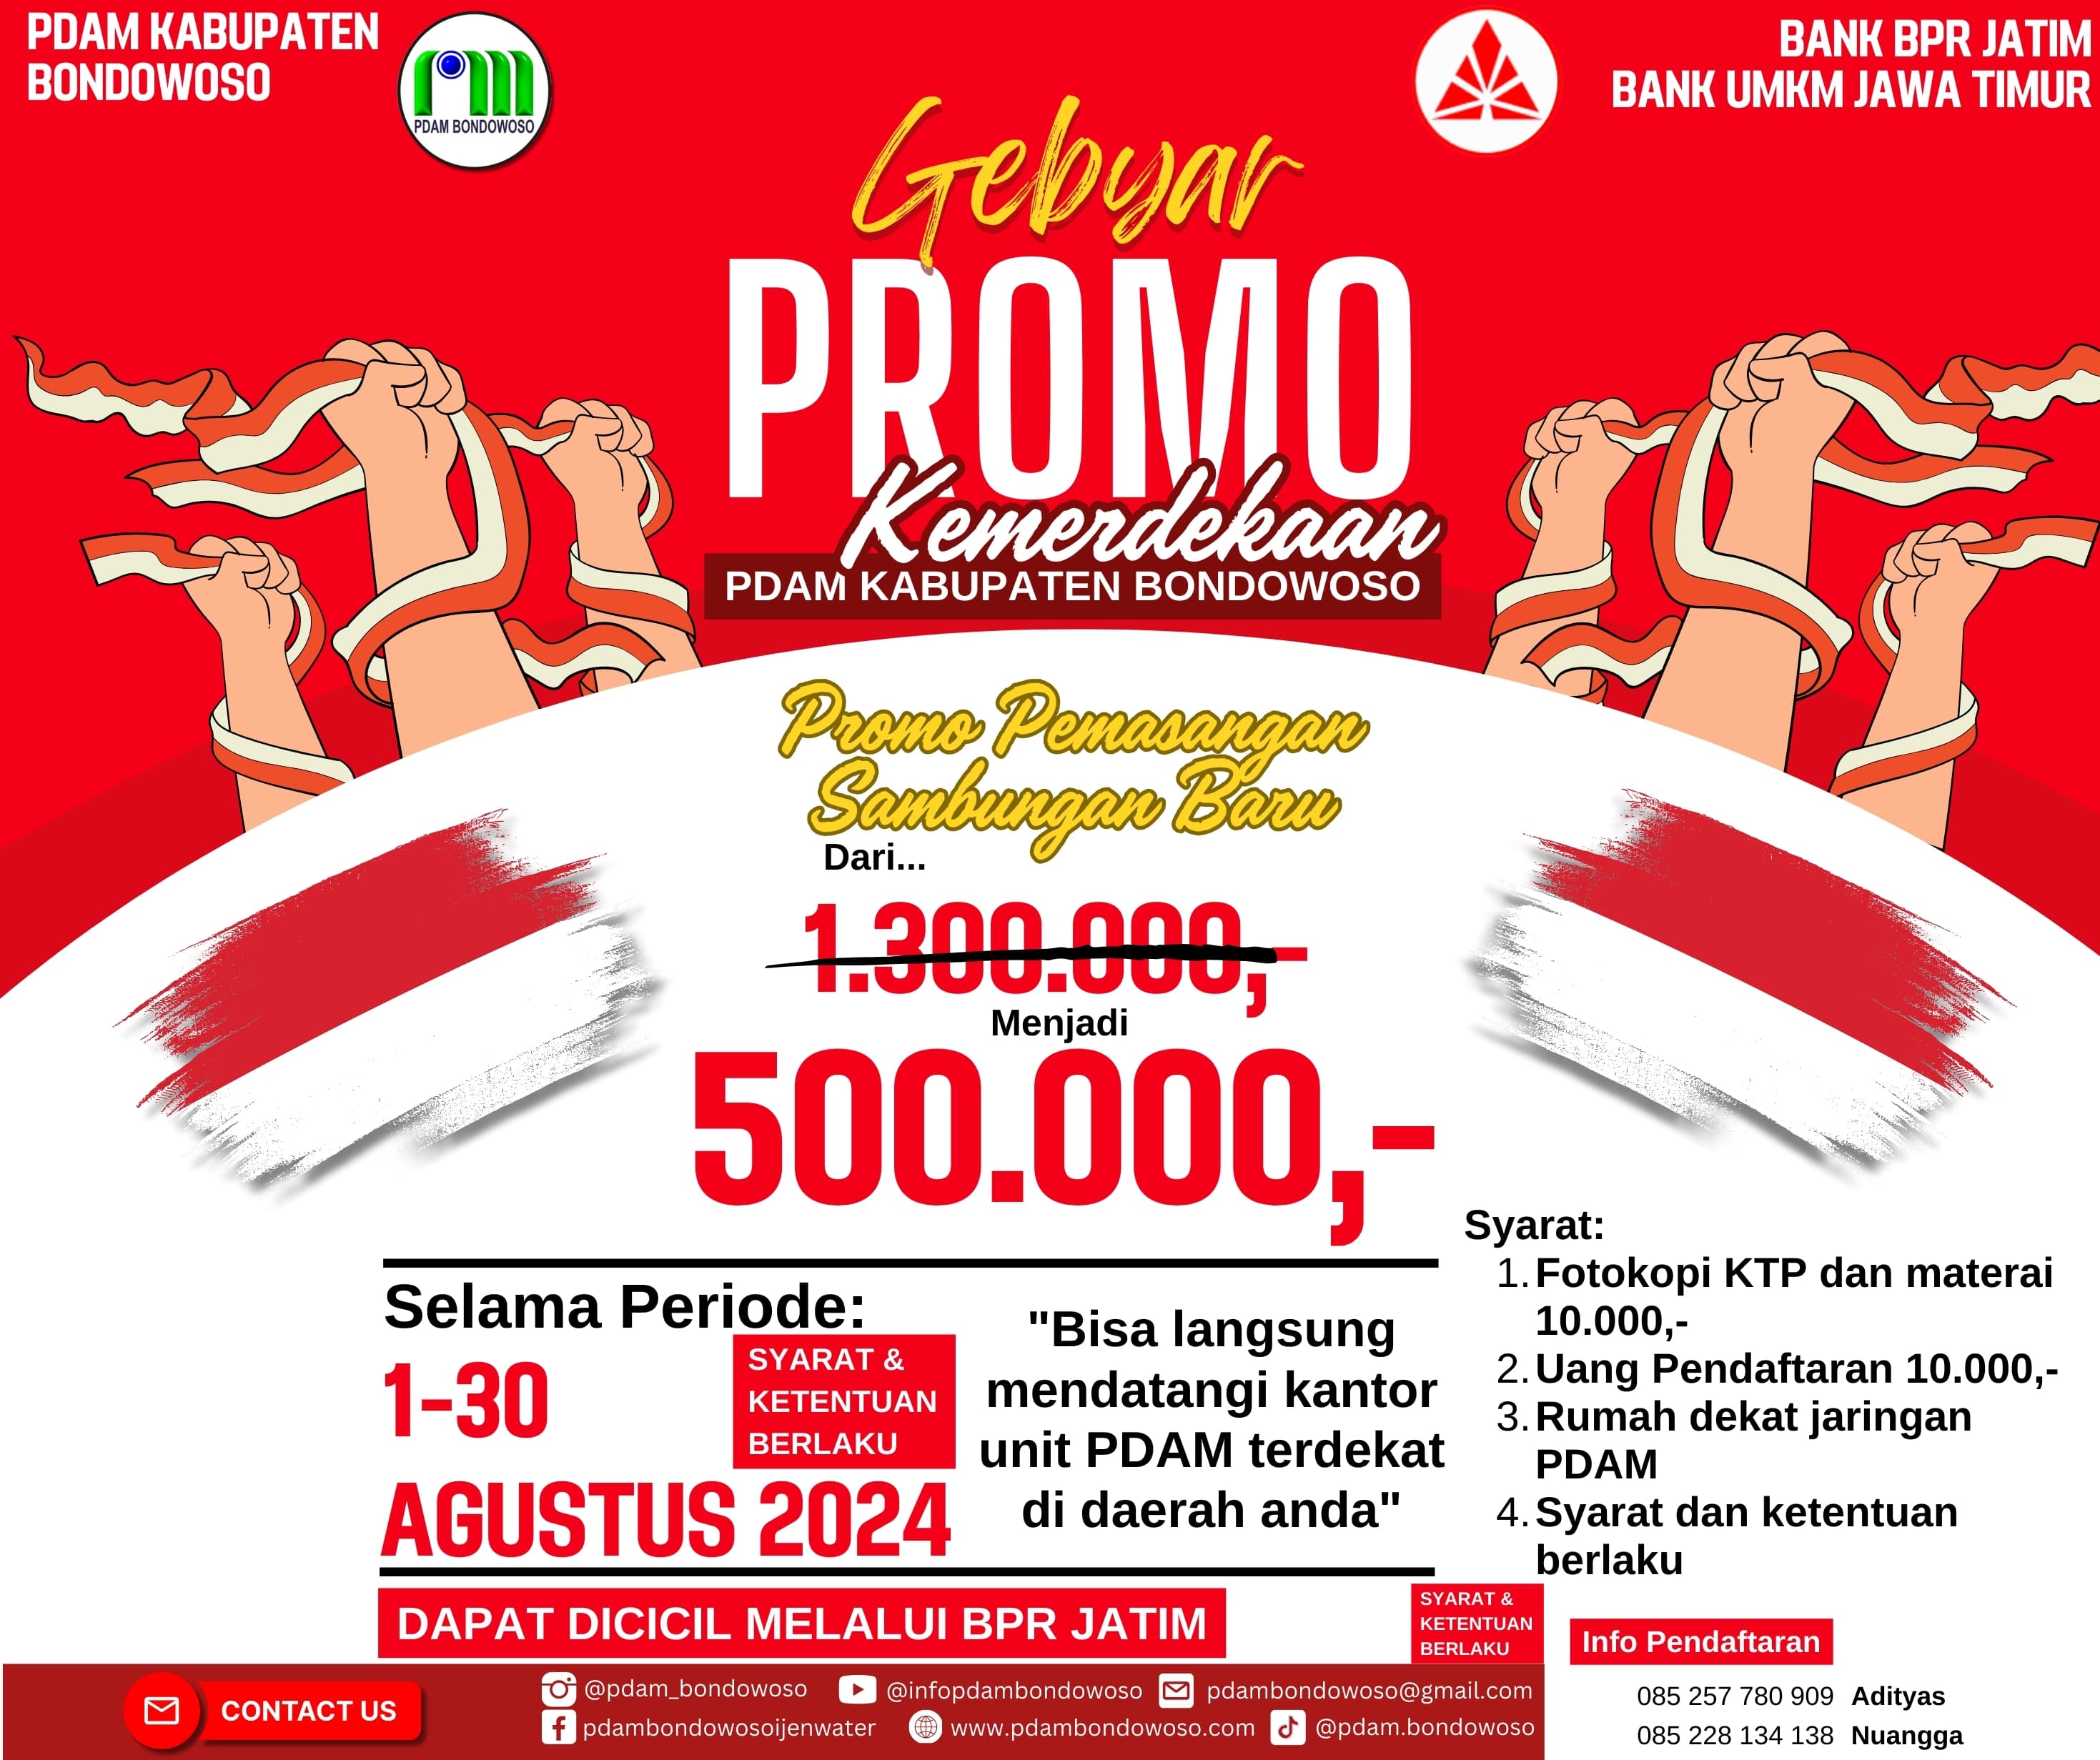 PDAM KABUPATEN
BONDOWOSO
PDAM BONDOWOSO
BANK BPR JATIM
BANK UMKM JAWA TIMUR
Gebyar
PROMO
Kemerdekaan
PDAM KABUPATEN BONDOWOSO
Promo Pemasangan
Sambungan Baru
Dari...
1.300.000,-
Menjadi
500.000,-
Selama Periode:
1-30
AGUSTUS 2024
SYARAT &
KETENTUAN
BERLAKU
"Bisa langsung
mendatangi kantor
unit PDAM terdekat
di daerah anda"
Syarat:
1. Fotokopi KTP dan materai
10.000,-
2. Uang Pendaftaran 10.000,-
3. Rumah dekat jaringan
PDAM
4. Syarat dan ketentuan
berlaku
DAPAT DICICIL MELALUI BPR JATIM
SYARAT &
KETENTUAN
BERLAKU
Info Pendaftaran
085 257 780 909 Adityas
085 228 134 138 Nuangga
CONTACT US
@pdam_bondowoso @infopdambondowoso pdambondowoso@gmail.com
pdambondowosoijenwater www.pdambondowoso.com @pdam.bondowoso